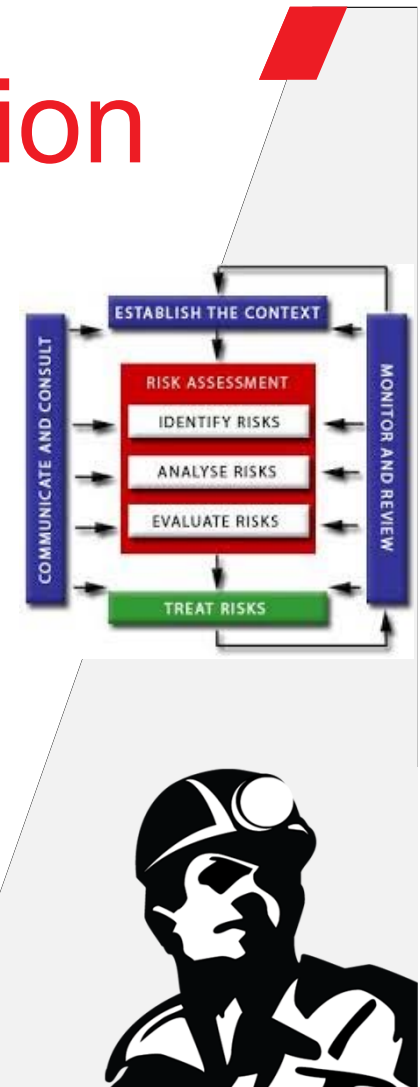 ion
ESTABLISH THE CONTEXT
COMMUNICATE AND CONSULT
RISK ASSESSMENT
IDENTIFY RISKS
ANALYSE RISKS
EVALUATE RISKS
MONITOR AND REVIEW
TREAT RISKS